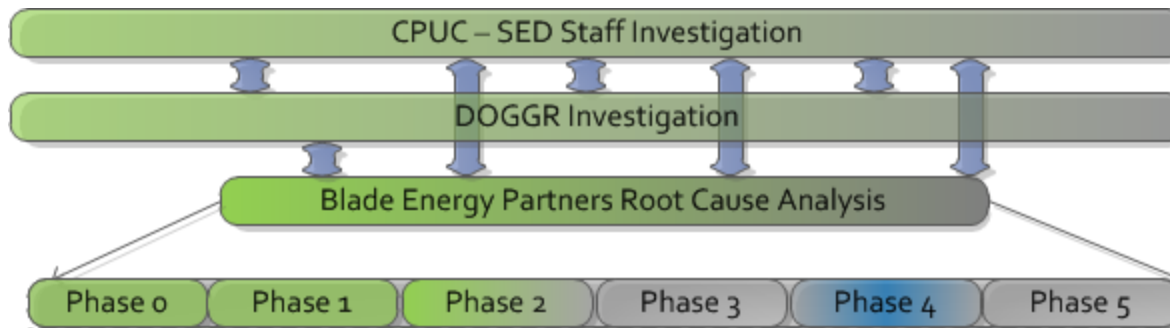 CPUC – SED Staff Investigation
DOGGR Investigation
Blade Energy Partners Root Cause Analysis
Phase 0 Phase 1 Phase 2 Phase 3 Phase 4 Phase 5